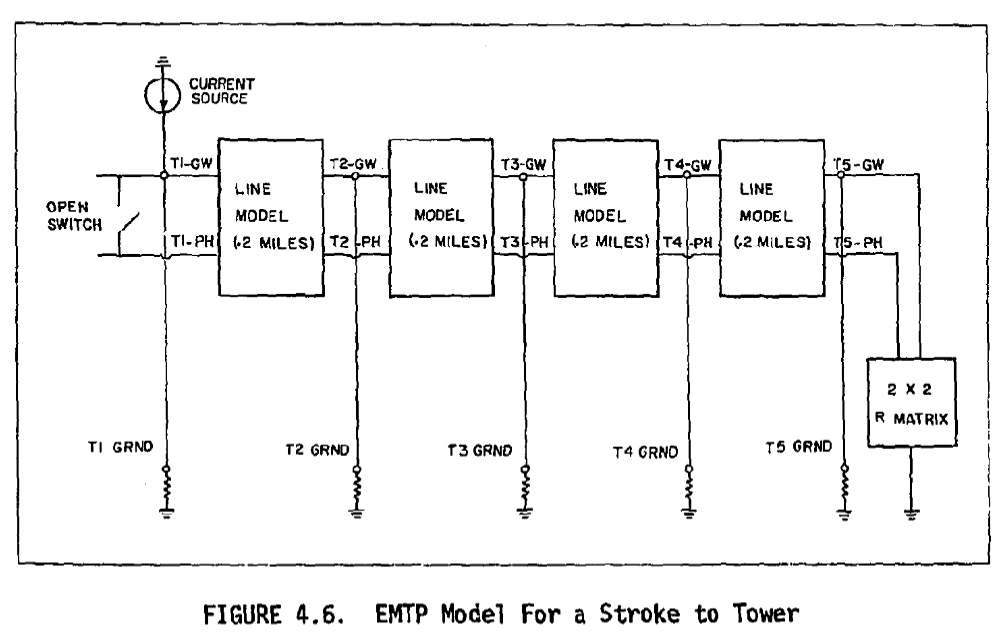 CURRENT
SOURCE
T1-GW
T2-GW
T3-GW
T4-GW
T5-GW
OPEN
SWITCH
LINE
MODEL
(.2 MILES)
LINE
MODEL
(.2 MILES)
LINE
MODEL
(.2 MILES)
LINE
MODEL
(.2 MILES)
T1-PH
T2-PH
T3-PH
T4-PH
T5-PH
2 X 2
R MATRIX
T1 GRND
T2 GRND
T3 GRND
T4 GRND
T5 GRND
FIGURE 4.6. EMTP Model For a Stroke to Tower